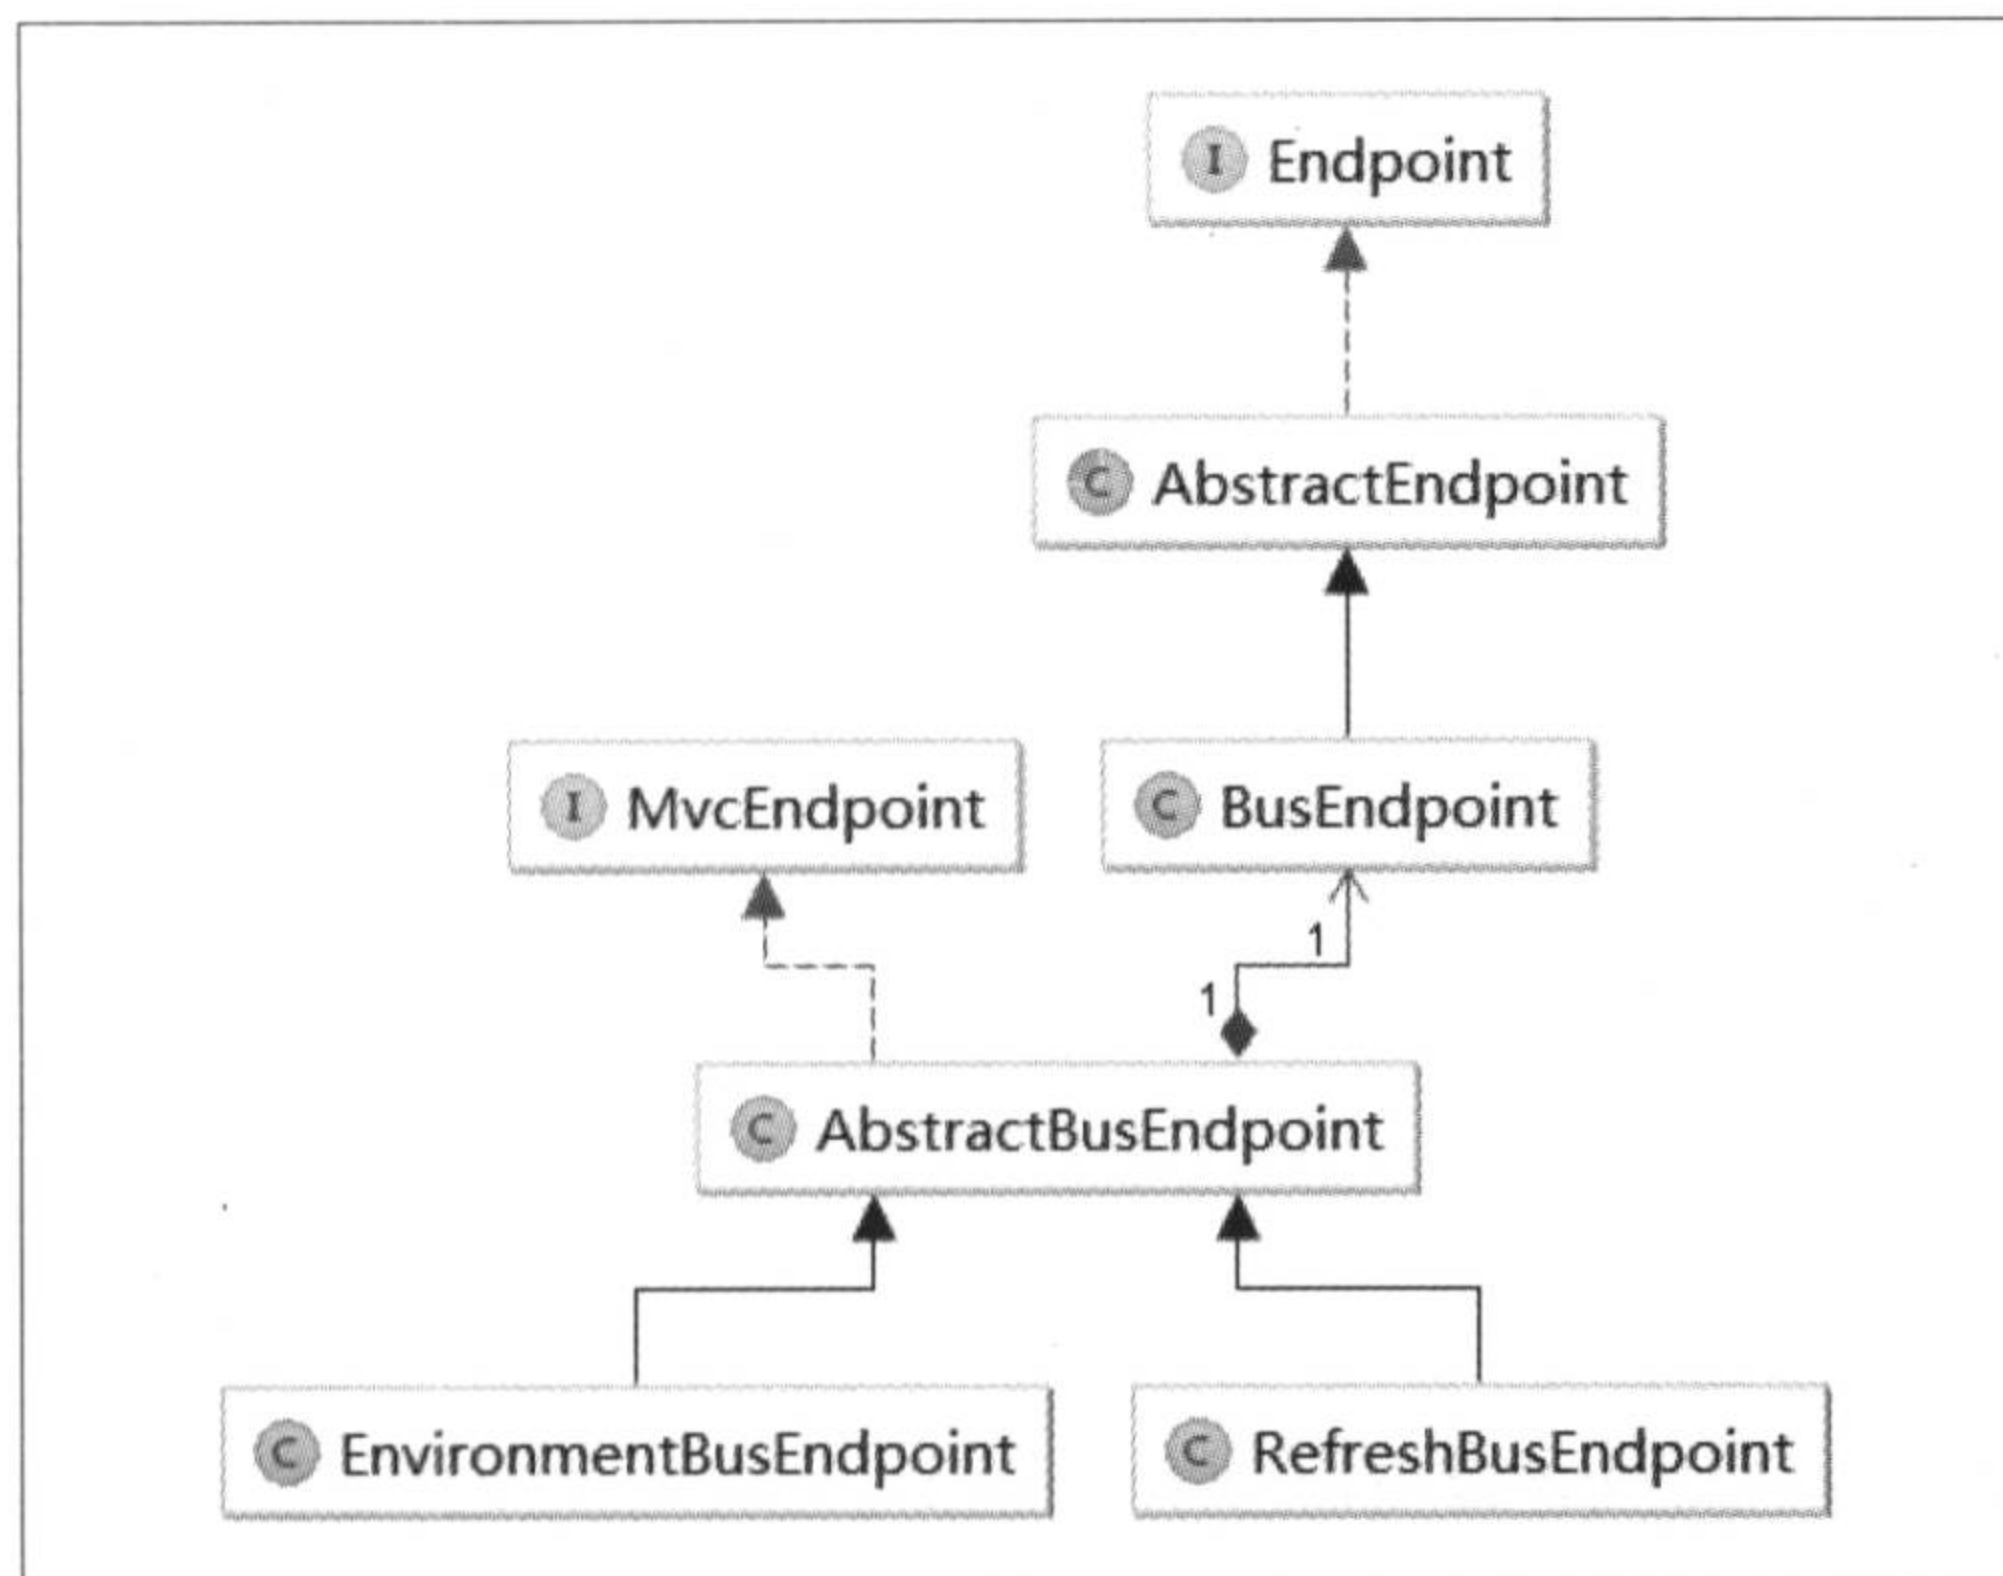 I Endpoint
C AbstractEndpoint
I MvcEndpoint
C BusEndpoint
1
1
C AbstractBusEndpoint
C EnvironmentBusEndpoint
C RefreshBusEndpoint